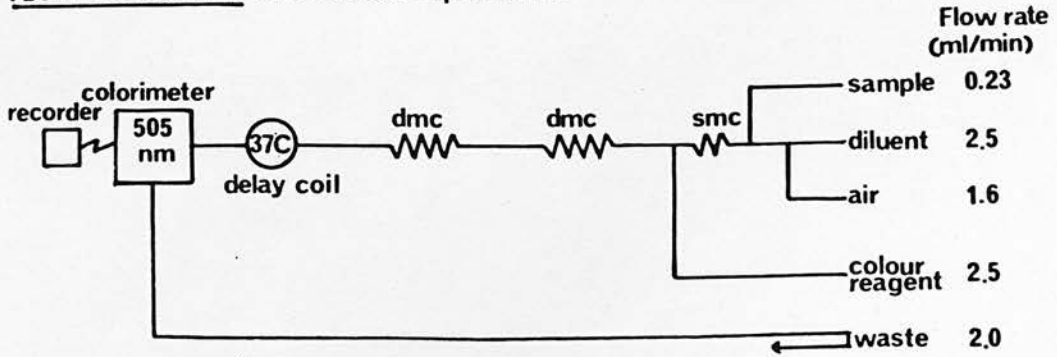 Flow rate
(ml/min)
sample 0.23
colorimeter
recorder
505
nm
37C
delay coil
dmc
dmc
smc
diluent 2.5
air 1.6
colour
reagent 2.5
waste 2.0